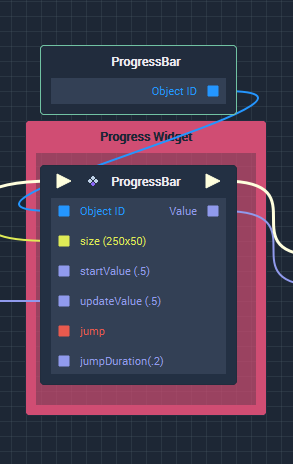 ProgressBar
Object ID
Progress Widget
ProgressBar
Object ID Value
size (250x50)
startValue (.5)
updateValue (.5)
jump
jumpDuration(.2)